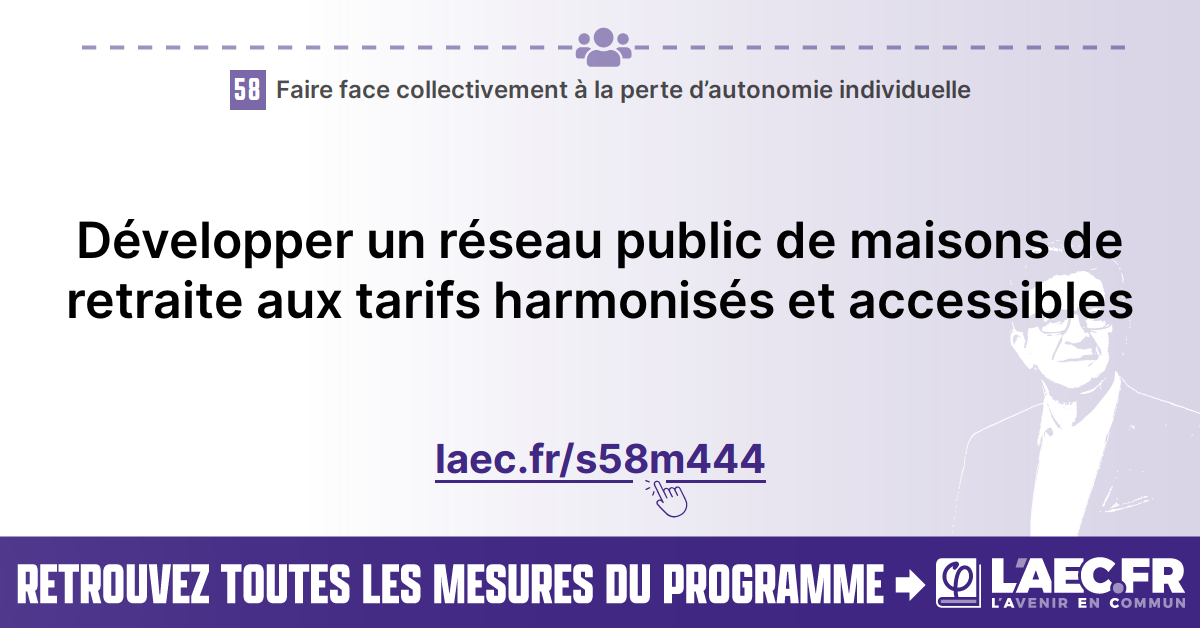 58 Faire face collectivement à la perte d’autonomie individuelle
Développer un réseau public de maisons de
retraite aux tarifs harmonisés et accessibles
laec.fr/s58m444
RETROUVEZ TOUTES LES MESURES DU PROGRAMME
φ L'AEC.FR
L'AVENIR EN COMMUN